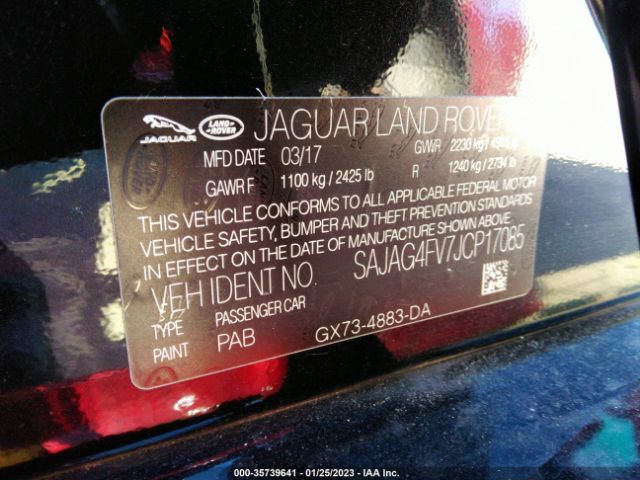 JAGUAR
LAND ROVER
JAGUAR LAND ROVER
MFD DATE 03/17 GVWR 2230 kg /
GAWR F 1100 kg / 2425 lb R 1240 kg / 2734 lb
THIS VEHICLE CONFORMS TO ALL APPLICABLE FEDERAL MOTOR
VEHICLE SAFETY, BUMPER AND THEFT PREVENTION STANDARDS
IN EFFECT ON THE DATE OF MANUFACTURE SHOWN ABOVE.
VEH IDENT NO. SAJAG4FV7JCP17085
TYPE PASSENGER CAR
PAINT PAB GX73-4883-DA
000-35739641 - 01/25/2023 - IAA Inc.